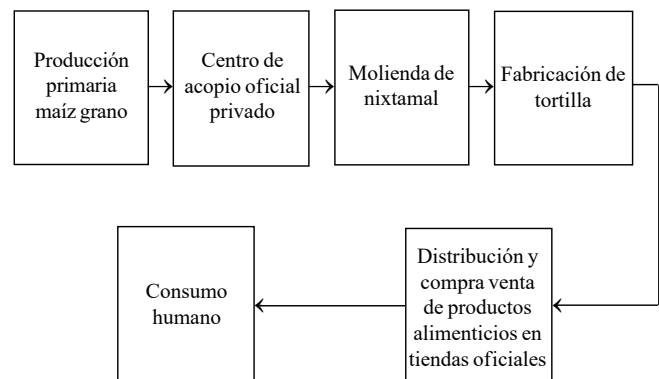 Producción
primaria
maíz grano
Centro de
acopio oficial
privado
Molienda de
nixtamal
Fabricación de
tortilla
Distribución y
compra venta
de productos
alimenticios en
tiendas oficiales
Consumo
humano